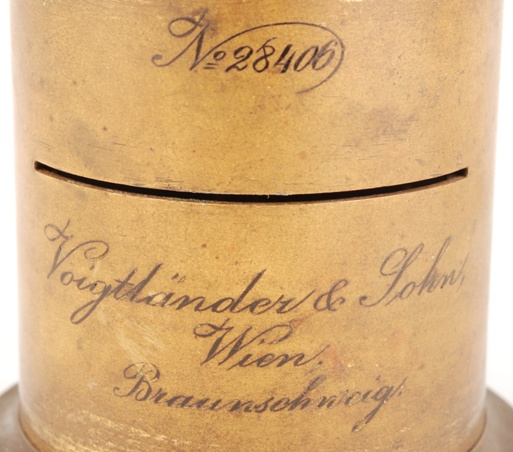 No 28406
Voigtländer & Sohn,
Wien.
Braunschweig.